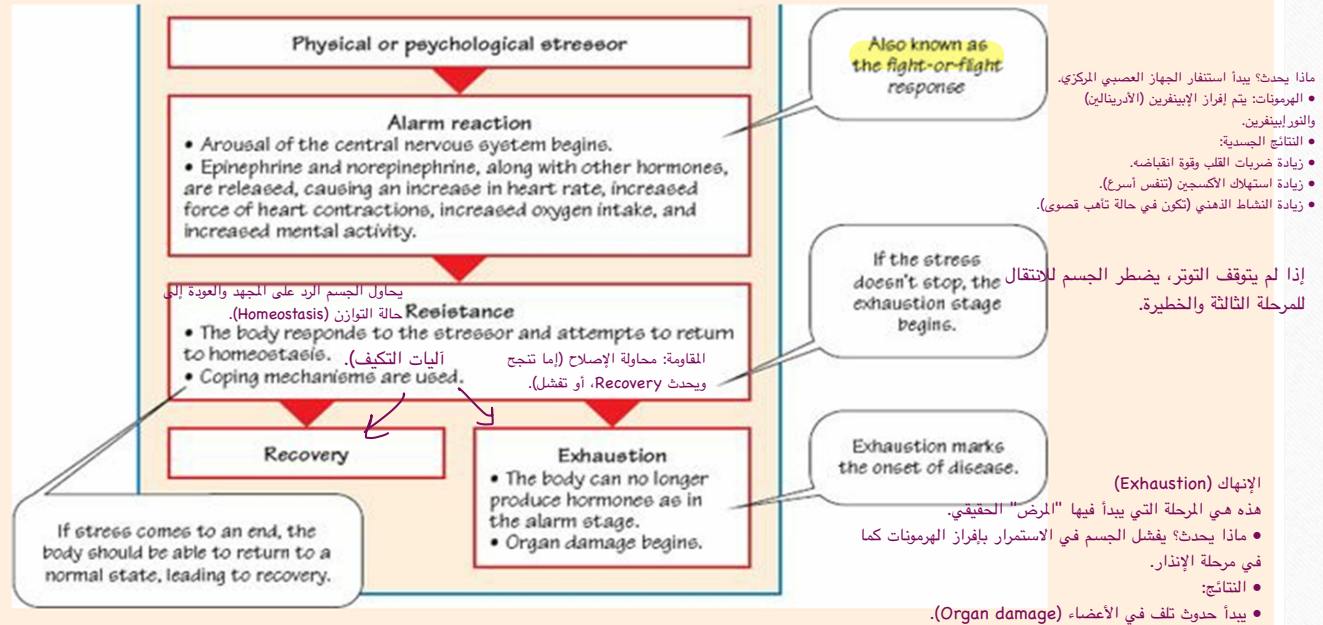 Physical or psychological stressor
Also known as
the fight-or-flight
response
ماذا يحدث؟ يبدأ استنفار الجهاز العصبي المركزي.
• الهرمونات: يتم إفراز الإبينفرين (الأدرينالين)
والنورإبينفرين.
• النتائج الجسدية:
• زيادة ضربات القلب وقوة انقباضه.
• زيادة استهلاك الأكسجين (تنفس أسرع).
• زيادة النشاط الذهني (تكون في حالة تأهب قصوى).
Alarm reaction
• Arousal of the central nervous system begins.
• Epinephrine and norepinephrine, along with other hormones,
are released, causing an increase in heart rate, increased
force of heart contractions, increased oxygen intake, and
increased mental activity.
If the stress
doesn't stop, the
exhaustion stage
begins.
إذا لم يتوقف التوتر، يضطر الجسم للانتقال
للمرحلة الثالثة والخطيرة.
يحاول الجسم الرد على المجهد والعودة إلى
حالة التوازن (Homeostasis).
Resistance
• The body responds to the stressor and attempts to return
to homeostasis.
آليات التكيف).
• Coping mechanisms are used.
المقاومة: محاولة الإصلاح (إما تنجح
ويحدث Recovery، أو تفشل).
Recovery
Exhaustion
• The body can no longer
produce hormones as in
the alarm stage.
• Organ damage begins.
Exhaustion marks
the onset of disease.
الإنهاك (Exhaustion)
هذه هي المرحلة التي يبدأ فيها "المرض" الحقيقي.
• ماذا يحدث؟ يفشل الجسم في الاستمرار بإفراز الهرمونات كما
في مرحلة الإنذار.
• النتائج:
• يبدأ حدوث تلف في الأعضاء (Organ damage).
If stress comes to an end, the
body should be able to return to a
normal state, leading to recovery.